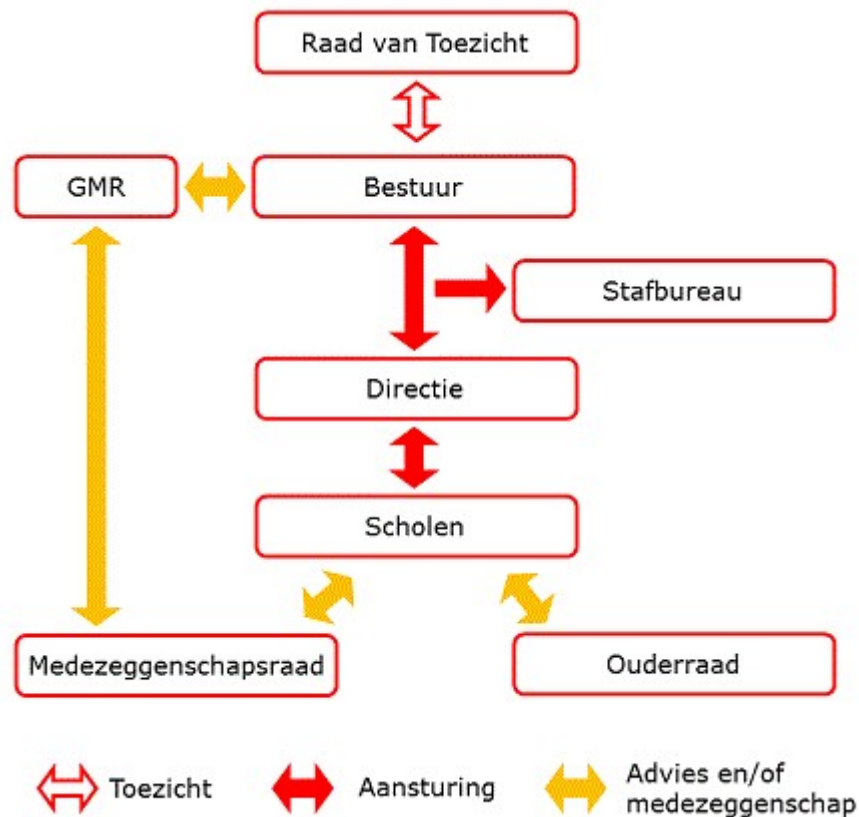 Raad van Toezicht
GMR
Bestuur
Stafbureau
Directie
Scholen
Medezeggenschapsraad
Ouderraad
Toezicht
Aansturing
Advies en/of
medezeggenschap